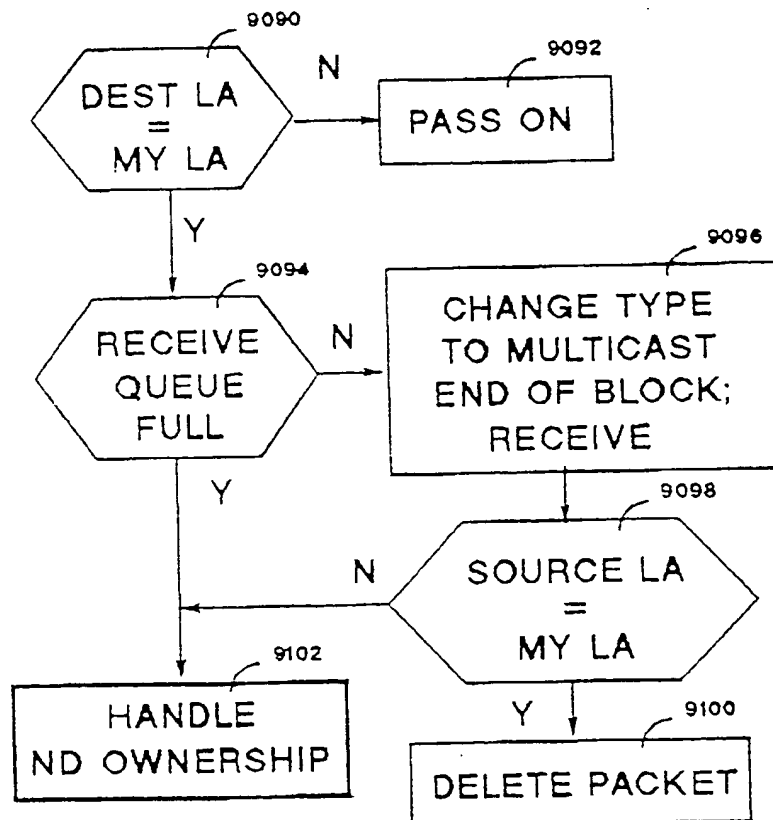 9090
DEST LA
=
MY LA
N
9092
PASS ON
Y
9094
RECEIVE
QUEUE
FULL
N
9096
CHANGE TYPE
TO MULTICAST
END OF BLOCK;
RECEIVE
Y
9098
SOURCE LA
=
MY LA
N
9102
HANDLE
ND OWNERSHIP
Y
9100
DELETE PACKET